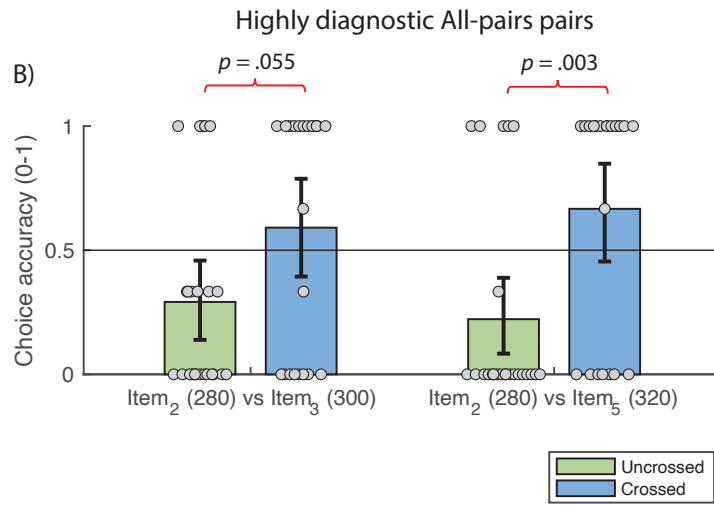 Highly diagnostic All-pairs pairs
B)
p = .055
p = .003
Choice accuracy (0-1)
1
0.5
0
Item2 (280) vs Item3 (300)
Item2 (280) vs Item5 (320)
Uncrossed
Crossed